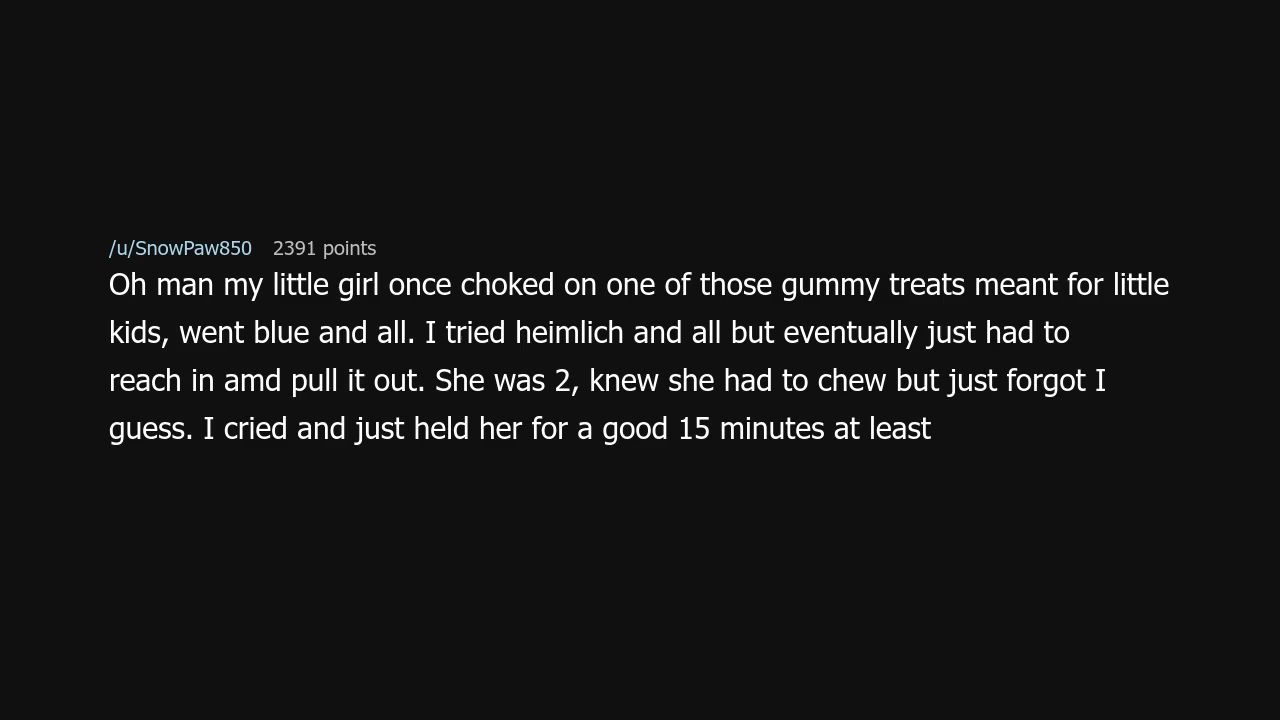 /u/SnowPaw850 2391 points
Oh man my little girl once choked on one of those gummy treats meant for little
kids, went blue and all. I tried heimlich and all but eventually just had to
reach in amd pull it out. She was 2, knew she had to chew but just forgot I
guess. I cried and just held her for a good 15 minutes at least